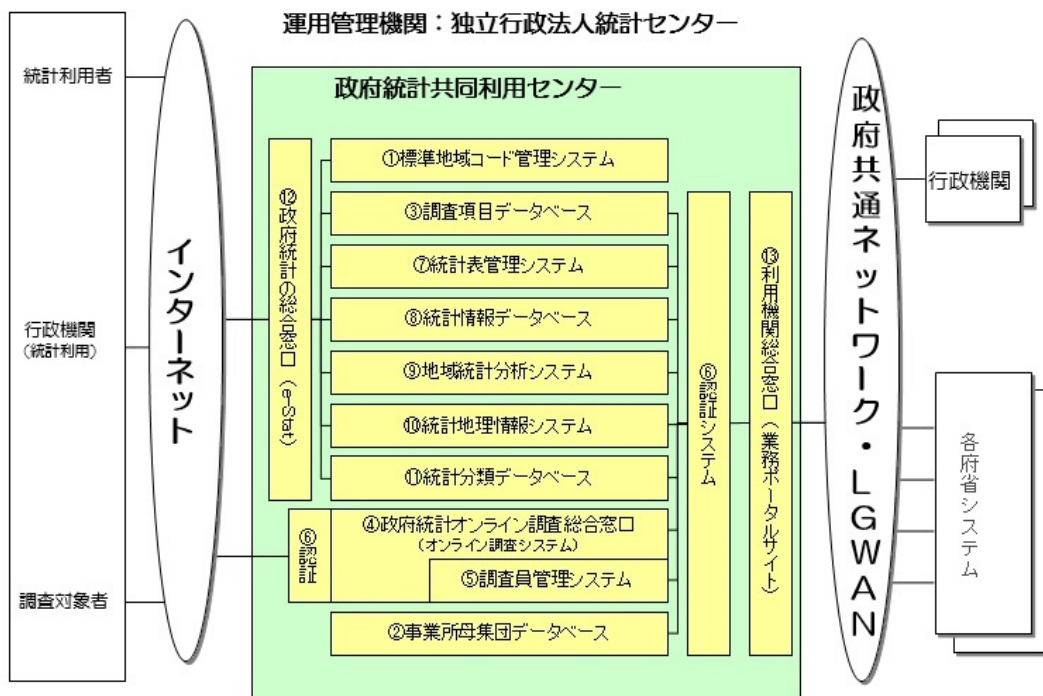 運用管理機関：独立行政法人統計センター
統計利用者
行政機関
（統計利用）
調査対象者
インターネット
政府統計共同利用センター
⑫政府統計の総合窓口（e-Stat）
①標準地域コード管理システム
③調査項目データベース
⑦統計表管理システム
⑧統計情報データベース
⑨地域統計分析システム
⑩統計地理情報システム
⑪統計分類データベース
⑥認証
④政府統計オンライン調査総合窓口
（オンライン調査システム）
⑤調査員管理システム
②事業所母集団データベース
⑥認証システム
⑬利用機関総合窓口（業務ポータルサイト）
政府共通ネットワーク・LGWAN
行政機関
各府省システム